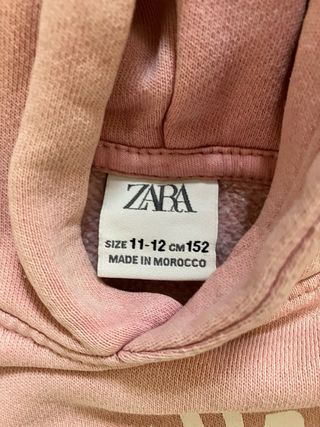 ZARA
SIZE 11-12 CM 152
MADE IN MOROCCO